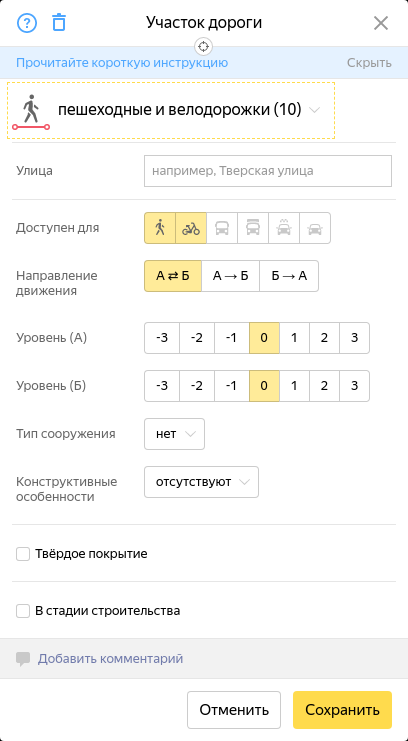 Участок дороги
Прочитайте короткую инструкцию Скрыть
пешеходные и велодорожки (10)
Улица например, Тверская улица
Доступен для
Направление движения А ⇄ Б А → Б Б → А
Уровень (А) -3 -2 -1 0 1 2 3
Уровень (Б) -3 -2 -1 0 1 2 3
Тип сооружения нет
Конструктивные особенности отсутствуют
Твёрдое покрытие
В стадии строительства
Добавить комментарий
Отменить Сохранить